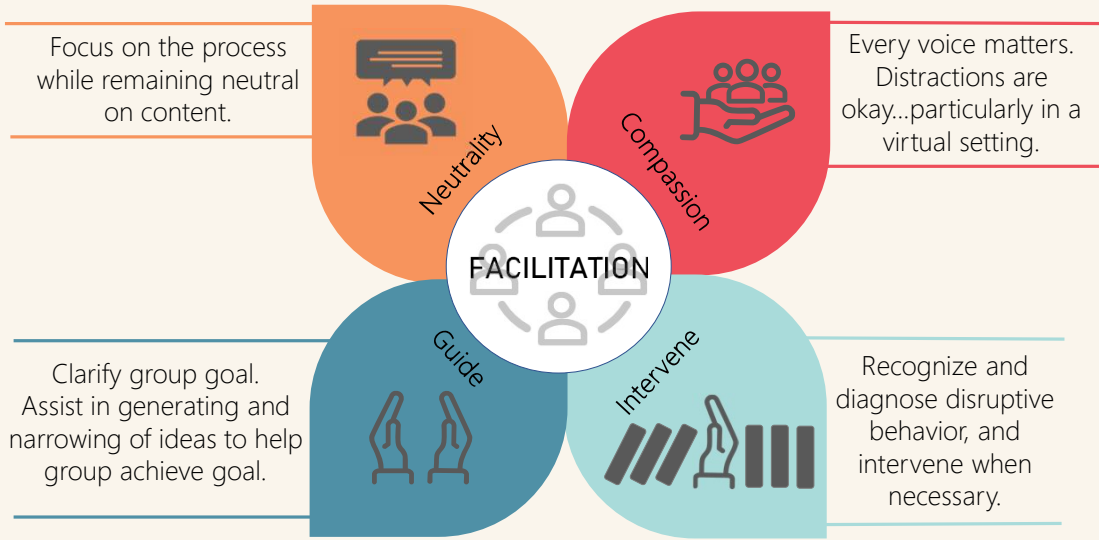 Focus on the process
while remaining neutral
on content.
Neutrality
Compassion
Every voice matters.
Distractions are
okay...particularly in a
virtual setting.
FACILITATION
Clarify group goal.
Assist in generating and
narrowing of ideas to help
group achieve goal.
Guide
Intervene
Recognize and
diagnose disruptive
behavior, and
intervene when
necessary.